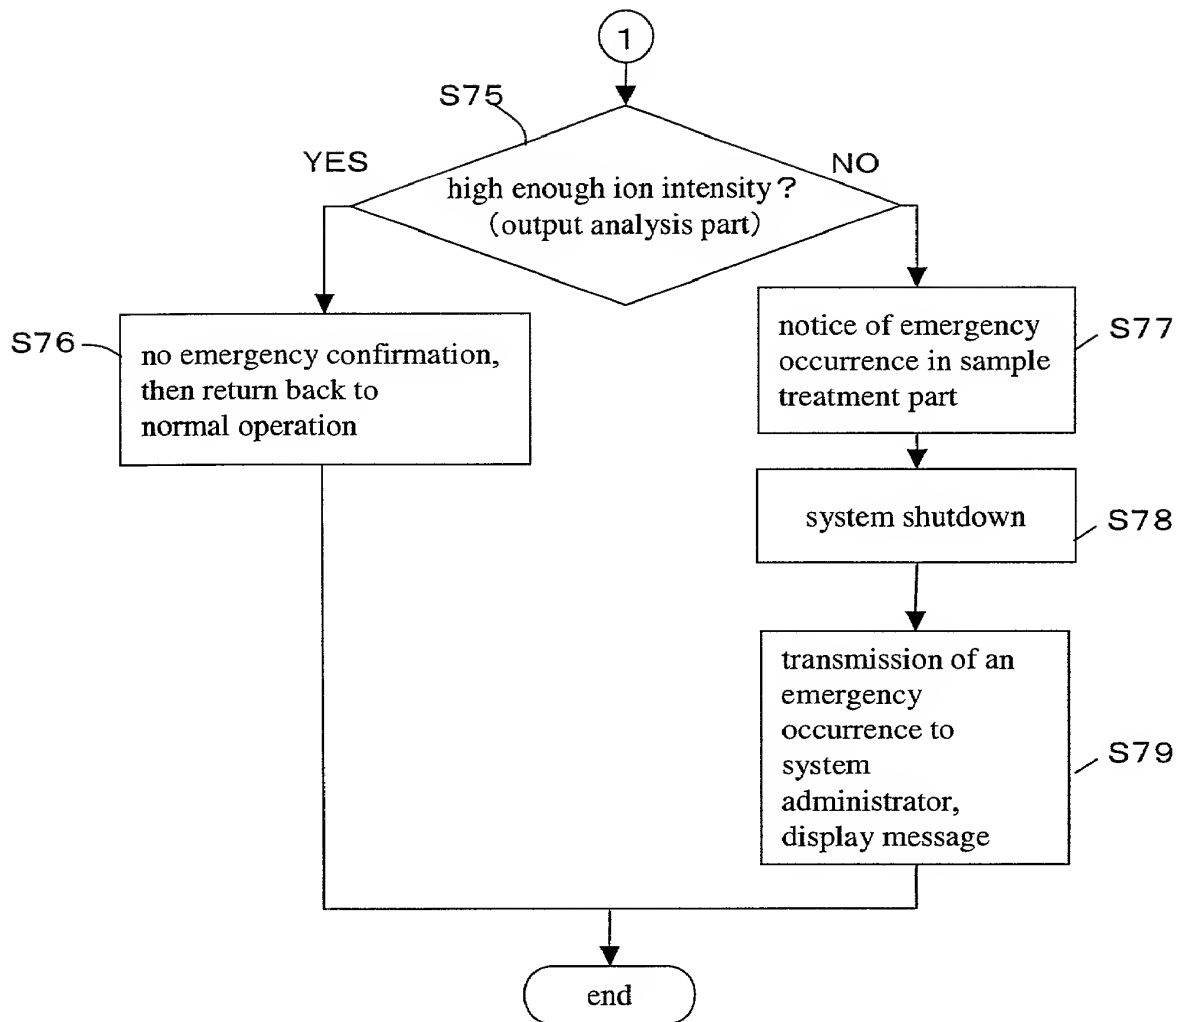 1
S75
YES
NO
high enough ion intensity?
(output analysis part)
S76
no emergency confirmation,
then return back to
normal operation
notice of emergency
occurrence in sample
treatment part
S77
system shutdown
S78
transmission of an
emergency
occurrence to
system
administrator,
display message
S79
end